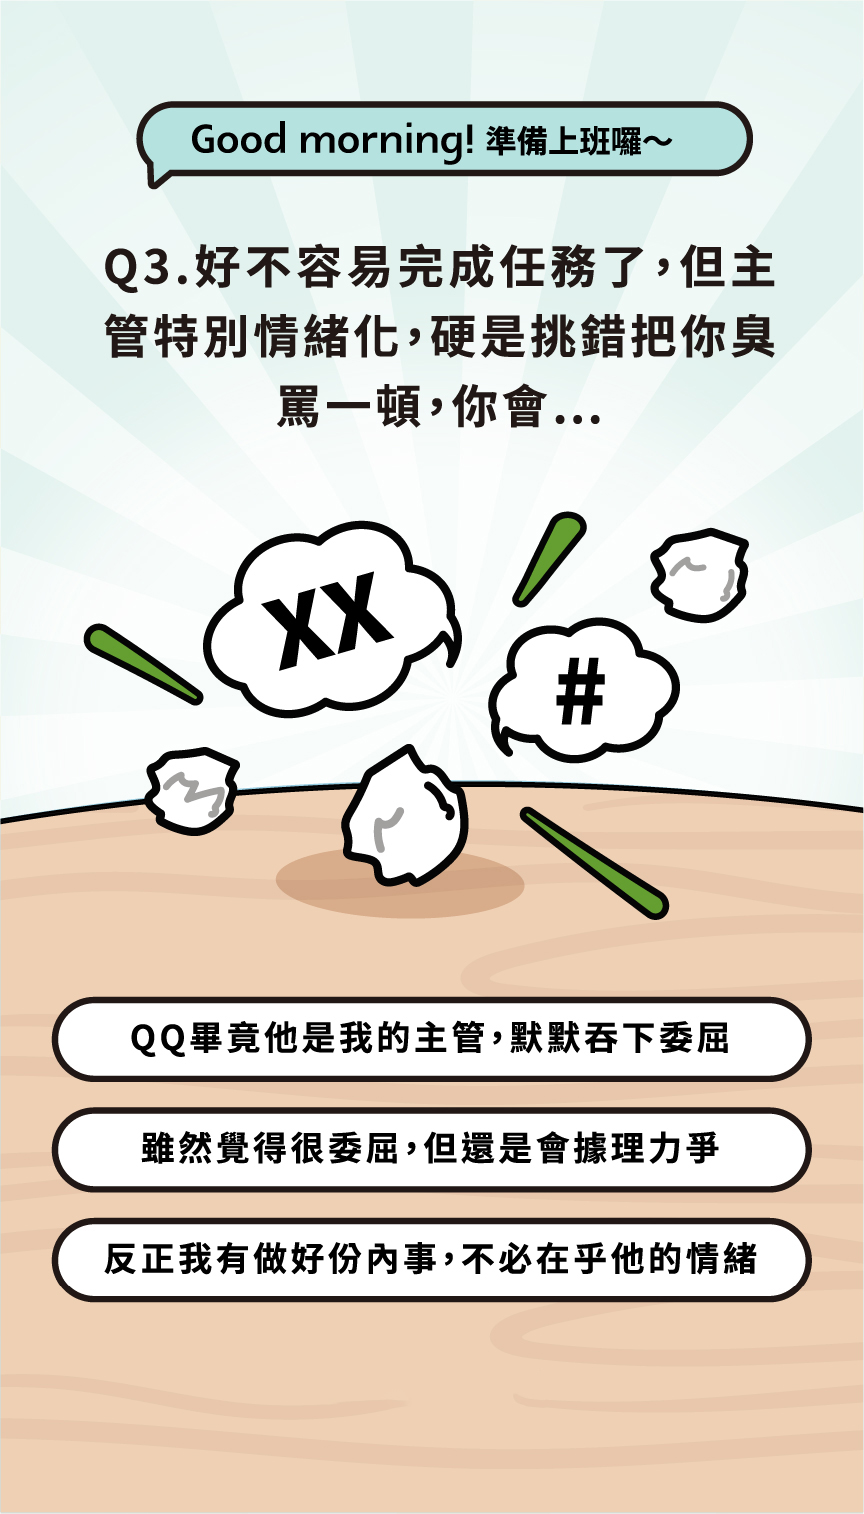 Good morning! 準備上班囉～
Q3.好不容易完成任務了，但主
管特別情緒化，硬是挑錯把你臭
罵一頓，你會...
XX
#
QQ畢竟他是我的主管，默默吞下委屈
雖然覺得很委屈，但還是會據理力爭
反正我有做好份內事，不必在乎他的情緒